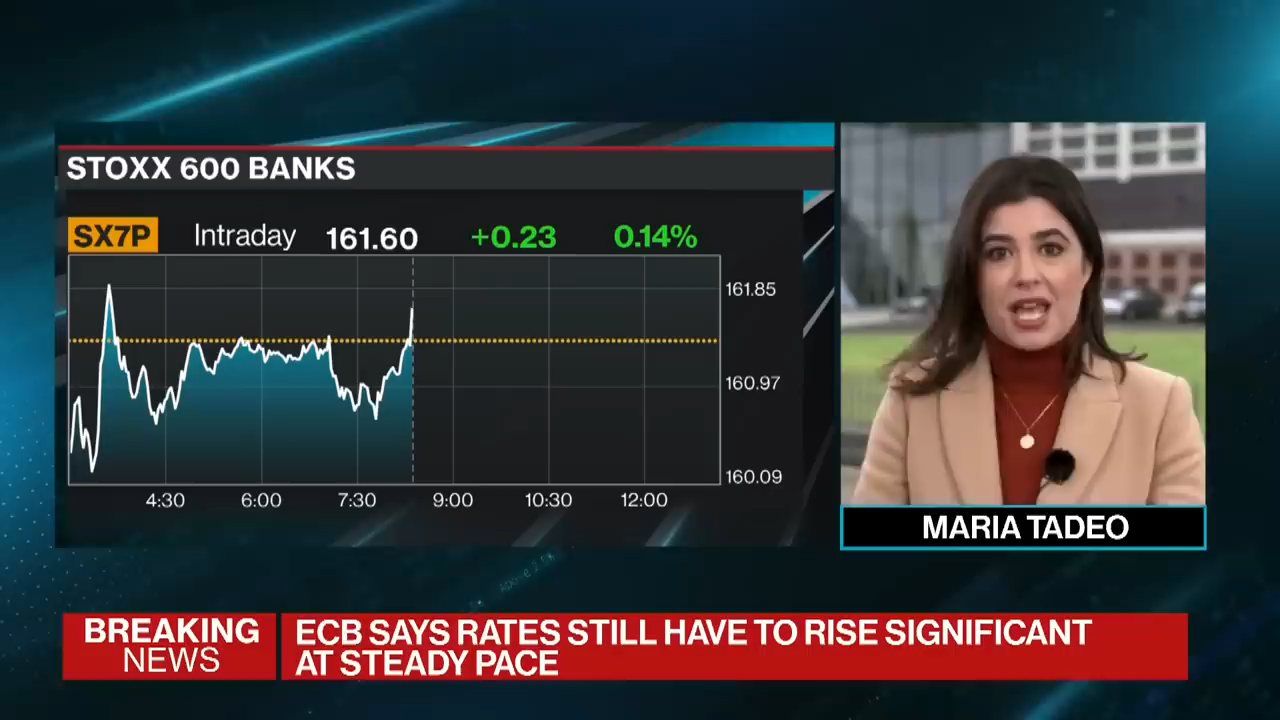 STOXX 600 BANKS
SX7P Intraday 161.60 +0.23 0.14%
161.85
160.97
160.09
4:30 6:00 7:30 9:00 10:30 12:00
MARIA TADEO
BREAKING
NEWS
ECB SAYS RATES STILL HAVE TO RISE SIGNIFICANT
AT STEADY PACE